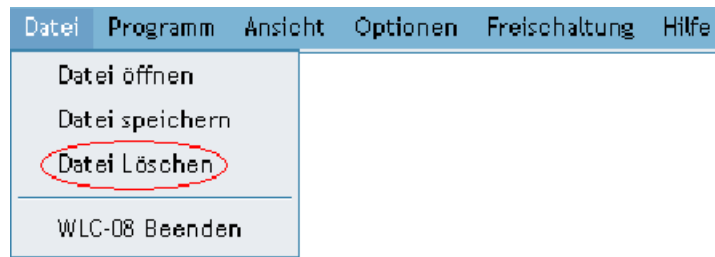 Datei Programm Ansicht Optionen Freischaltung Hilfe
Datei öffnen
Datei speichern
Datei Löschen
WLC-08 Beenden